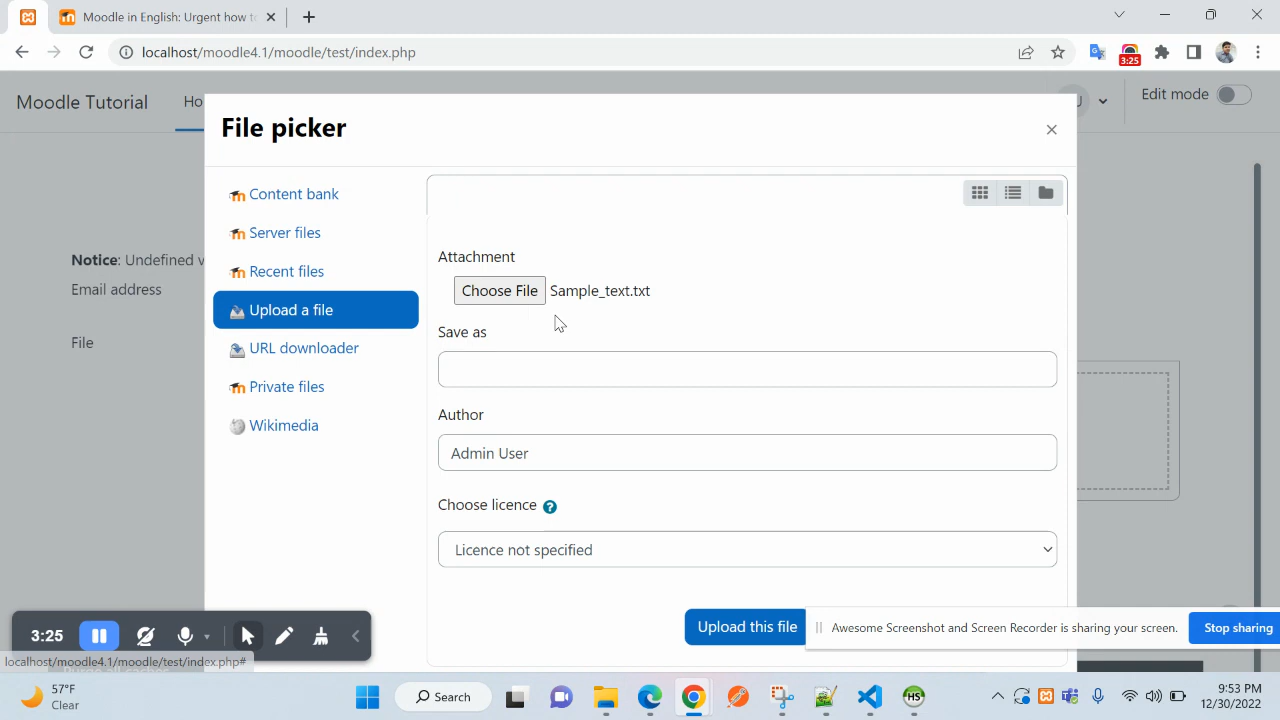 Moodle in English: Urgent how to
localhost/moodle4.1/moodle/test/index.php
3:25
Moodle Tutorial
Ho
U
Edit mode
File picker
Content bank
Server files
Recent files
Upload a file
URL downloader
Private files
Wikimedia
Notice: Undefined v
Email address
File
Attachment
Choose File Sample_text.txt
Save as
Author
Admin User
Choose licence
Licence not specified
Upload this file
Awesome Screenshot and Screen Recorder is sharing your screen.
Stop sharing
3:25
localhost/moodle4.1/moodle/test/index.php#
57°F
Clear
Search
HS
9:53 PM
12/30/2022